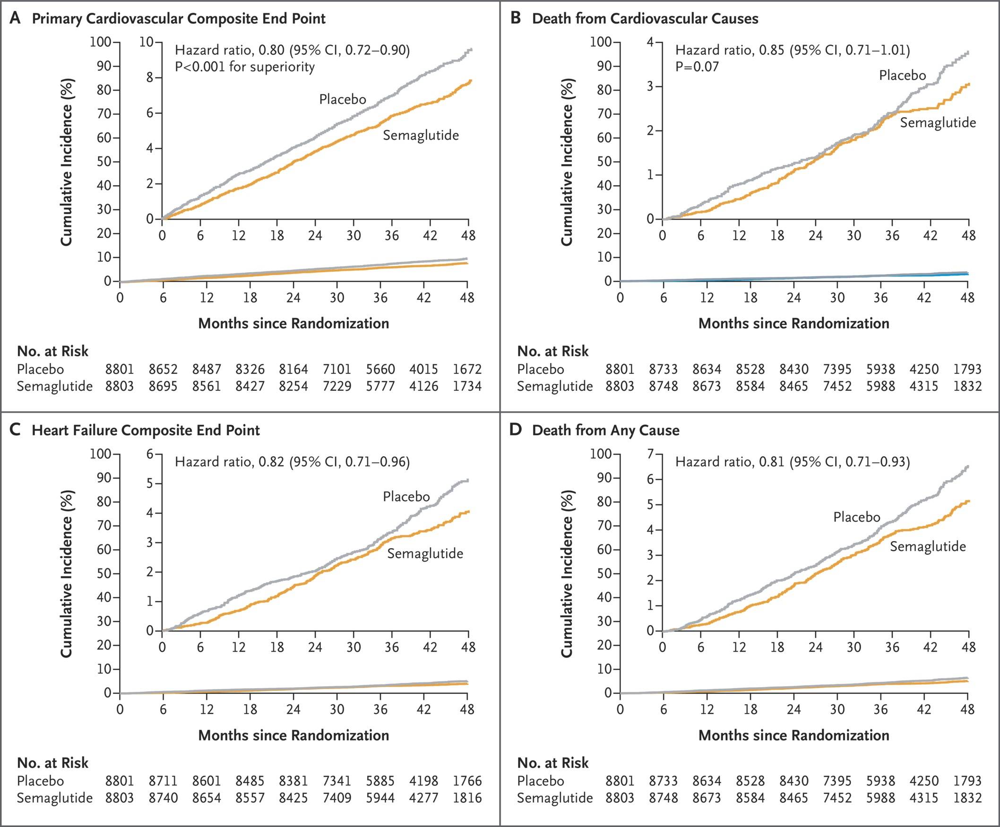 A Primary Cardiovascular Composite End Point
Cumulative Incidence (%)
100
90
80
70
60
50
40
30
20
10
0
10
8
6
4
2
0
Hazard ratio, 0.80 (95% CI, 0.72–0.90)
P<0.001 for superiority
Placebo
Semaglutide
0 6 12 18 24 30 36 42 48
0 6 12 18 24 30 36 42 48
Months since Randomization
No. at Risk
Placebo 8801 8652 8487 8326 8164 7101 5660 4015 1672
Semaglutide 8803 8695 8561 8427 8254 7229 5777 4126 1734
B Death from Cardiovascular Causes
Cumulative Incidence (%)
100
90
80
70
60
50
40
30
20
10
0
4
3
2
1
0
Hazard ratio, 0.85 (95% CI, 0.71–1.01)
P=0.07
Placebo
Semaglutide
0 6 12 18 24 30 36 42 48
0 6 12 18 24 30 36 42 48
Months since Randomization
No. at Risk
Placebo 8801 8733 8634 8528 8430 7395 5938 4250 1793
Semaglutide 8803 8748 8673 8584 8465 7452 5988 4315 1832
C Heart Failure Composite End Point
Cumulative Incidence (%)
100
90
80
70
60
50
40
30
20
10
0
6
5
4
3
2
1
0
Hazard ratio, 0.82 (95% CI, 0.71–0.96)
Placebo
Semaglutide
0 6 12 18 24 30 36 42 48
0 6 12 18 24 30 36 42 48
Months since Randomization
No. at Risk
Placebo 8801 8711 8601 8485 8381 7341 5885 4198 1766
Semaglutide 8803 8740 8654 8557 8425 7409 5944 4277 1816
D Death from Any Cause
Cumulative Incidence (%)
100
90
80
70
60
50
40
30
20
10
0
7
6
5
4
3
2
1
0
Hazard ratio, 0.81 (95% CI, 0.71–0.93)
Placebo
Semaglutide
0 6 12 18 24 30 36 42 48
0 6 12 18 24 30 36 42 48
Months since Randomization
No. at Risk
Placebo 8801 8733 8634 8528 8430 7395 5938 4250 1793
Semaglutide 8803 8748 8673 8584 8465 7452 5988 4315 1832